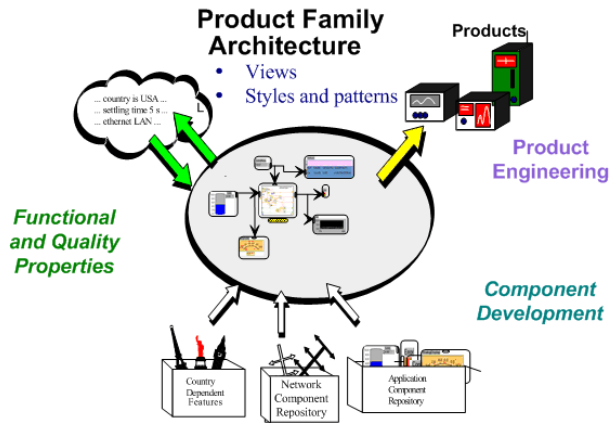 Product Family
Architecture
• Views
• Styles and patterns
Products
... country is USA ...
... settling time 5 s ...
... ethernet LAN ...
L
Product
Engineering
Functional
and Quality
Properties
Component
Development
Country
Dependent
Features
Network
Component
Repository
Application
Component
Repository